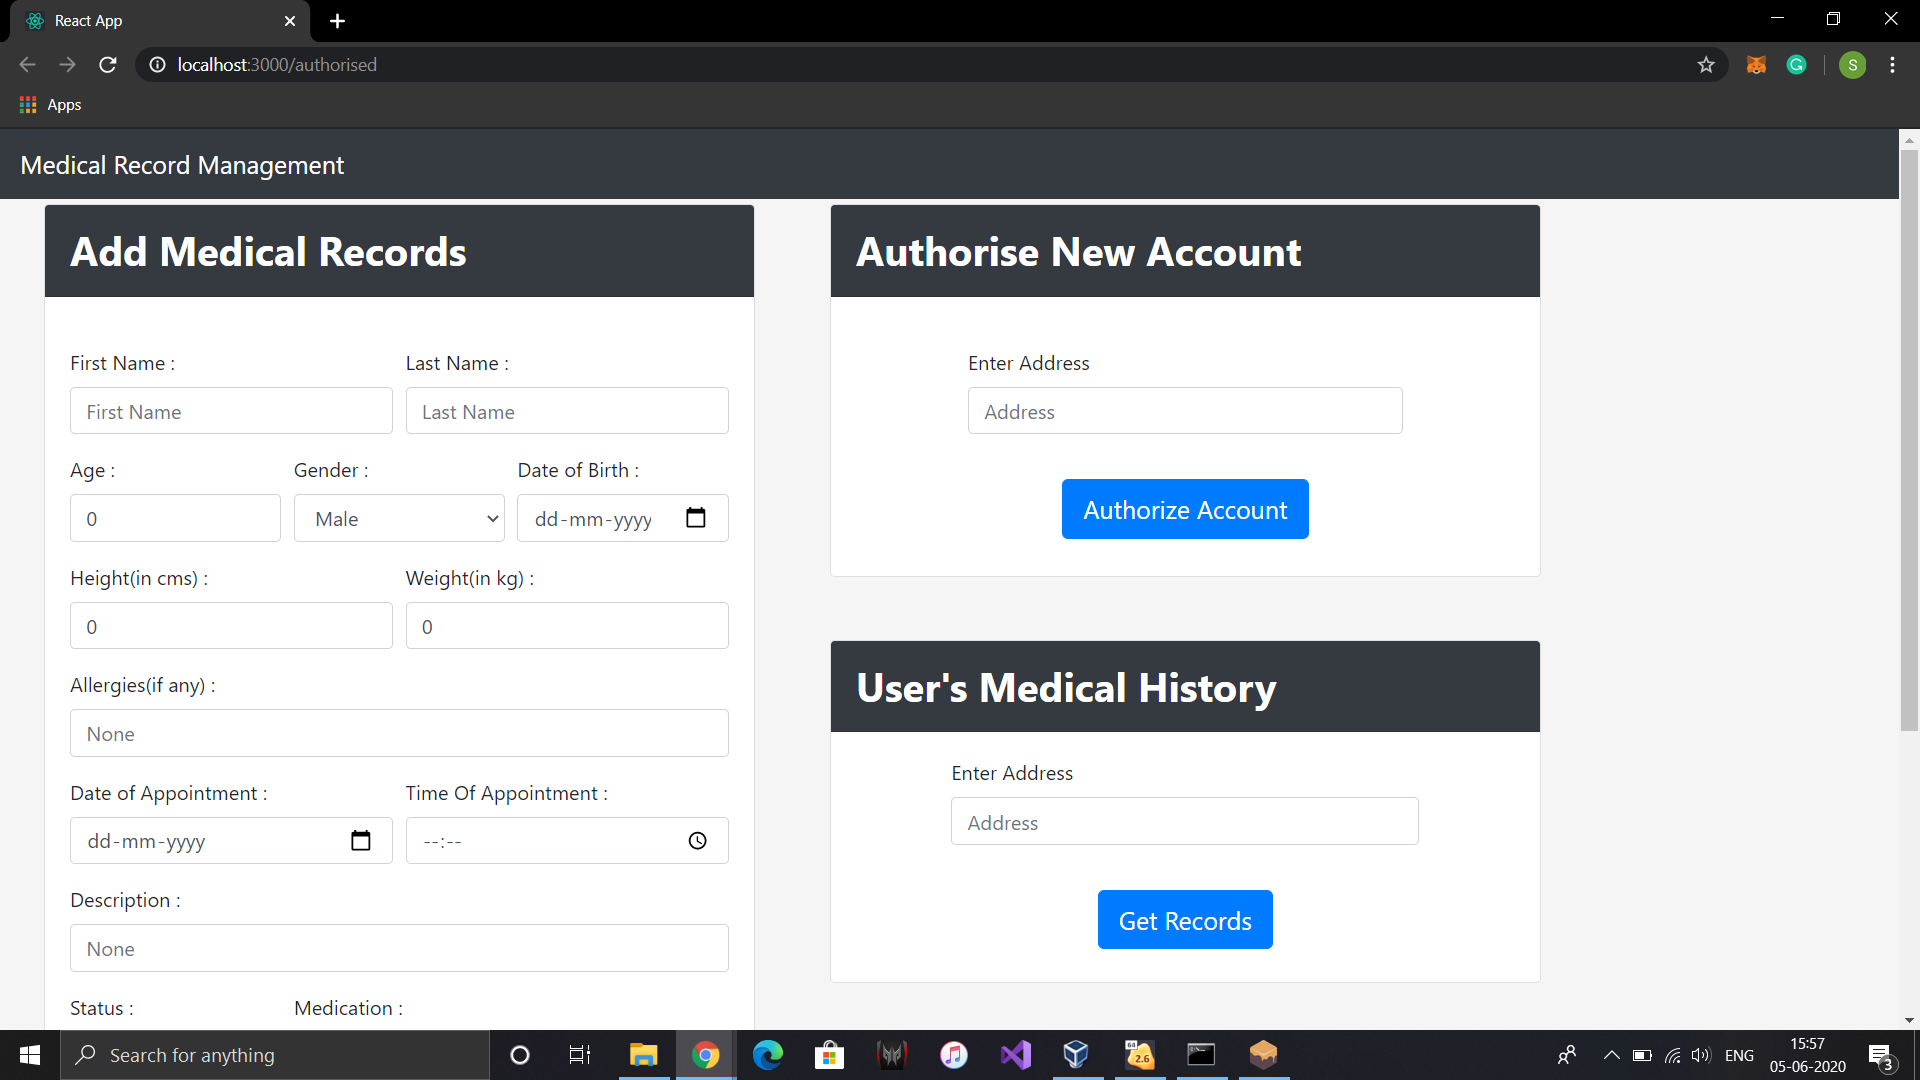 React App
localhost:3000/authorised
S
Apps
Medical Record Management
Add Medical Records
First Name :
Last Name :
First Name
Last Name
Age :
Gender :
Date of Birth :
0
Male
dd-mm-yyyy
Height(in cms) :
Weight(in kg) :
0
0
Allergies(if any) :
None
Date of Appointment :
Time Of Appointment :
dd-mm-yyyy
--:--
Description :
None
Status :
Medication :
Authorise New Account
Enter Address
Address
Authorize Account
User's Medical History
Enter Address
Address
Get Records
Search for anything
64
2.6
ENG
15:57
05-06-2020
3